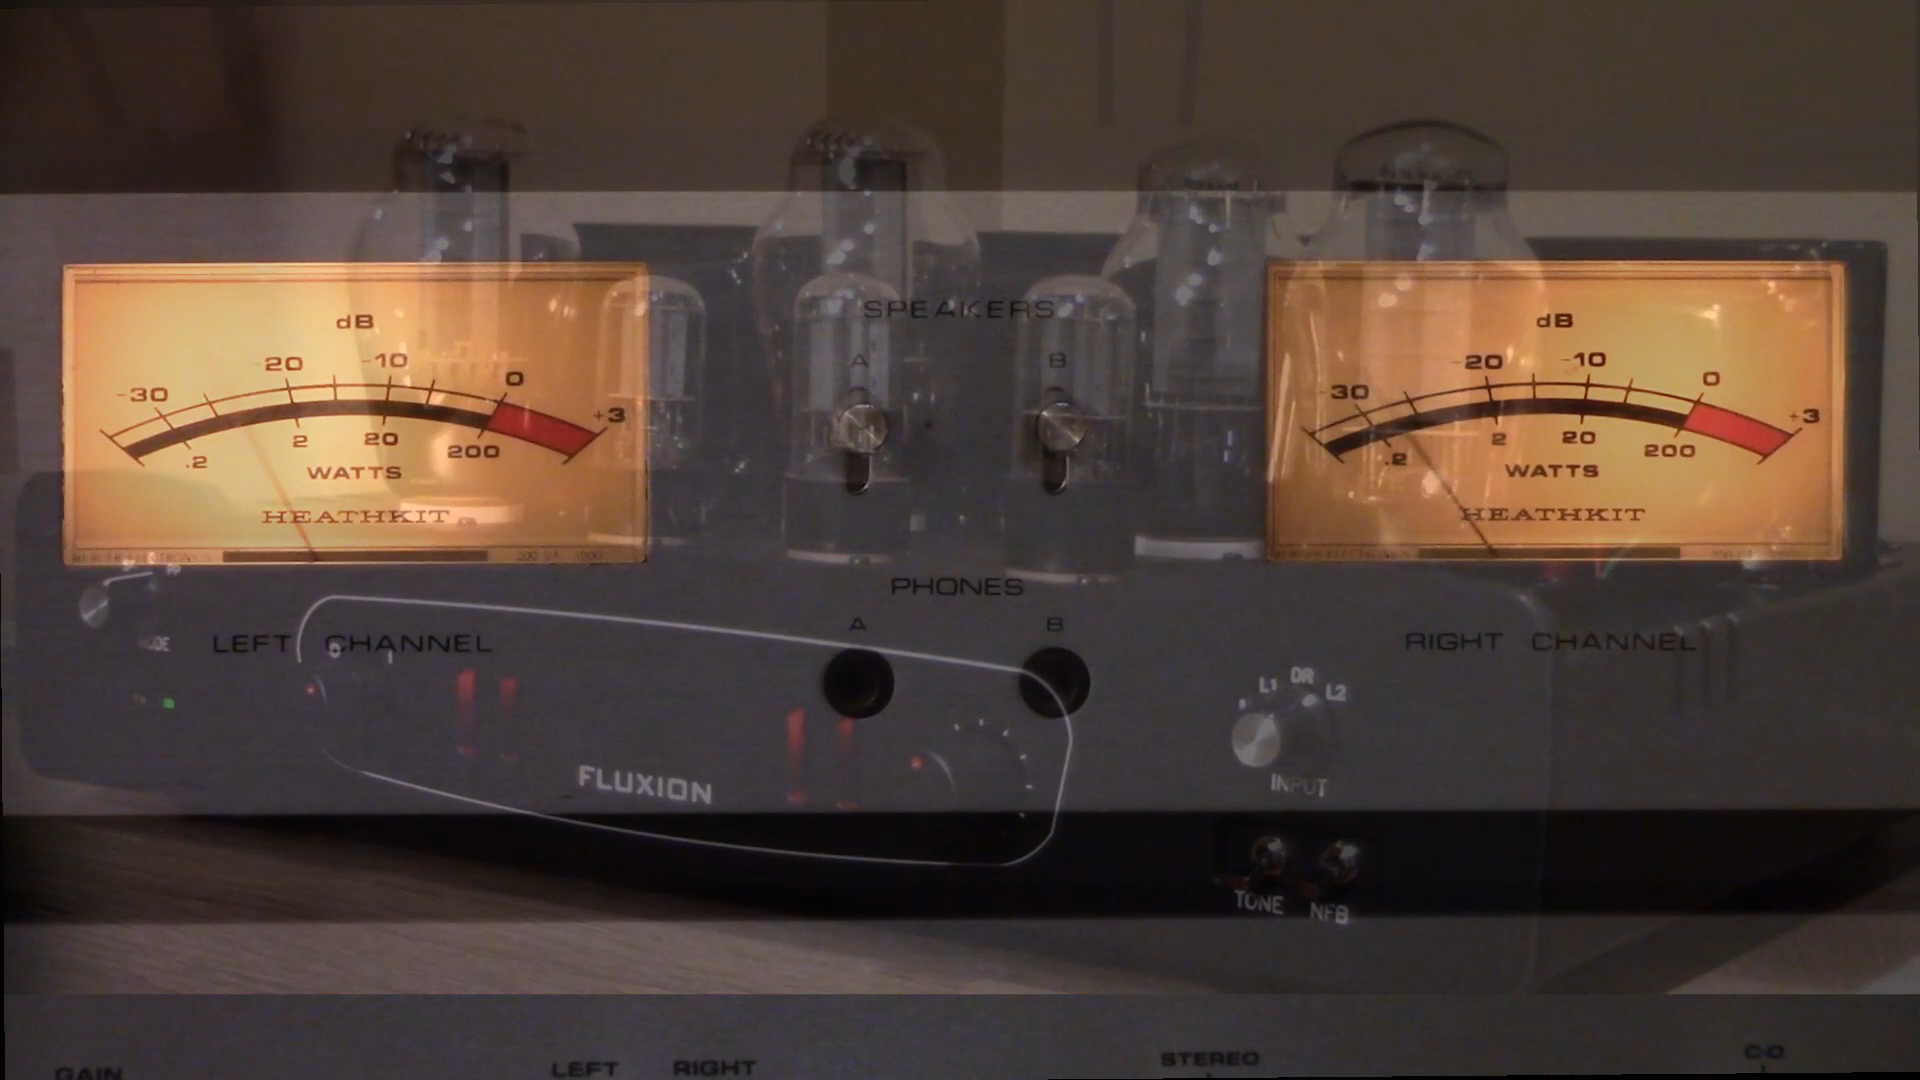 SPEAKERS
A B
dB
-30 -20 -10 0 +3
.2 2 20 200
WATTS
HEATHKIT
dB
-30 -20 -10 0 +3
.2 2 20 200
WATTS
HEATHKIT
PHONES
A B
LEFT CHANNEL
RIGHT CHANNEL
0 1
L1 DR L2
INPUT
FLUXION
TONE NFB
GAIN LEFT RIGHT STEREO C-D